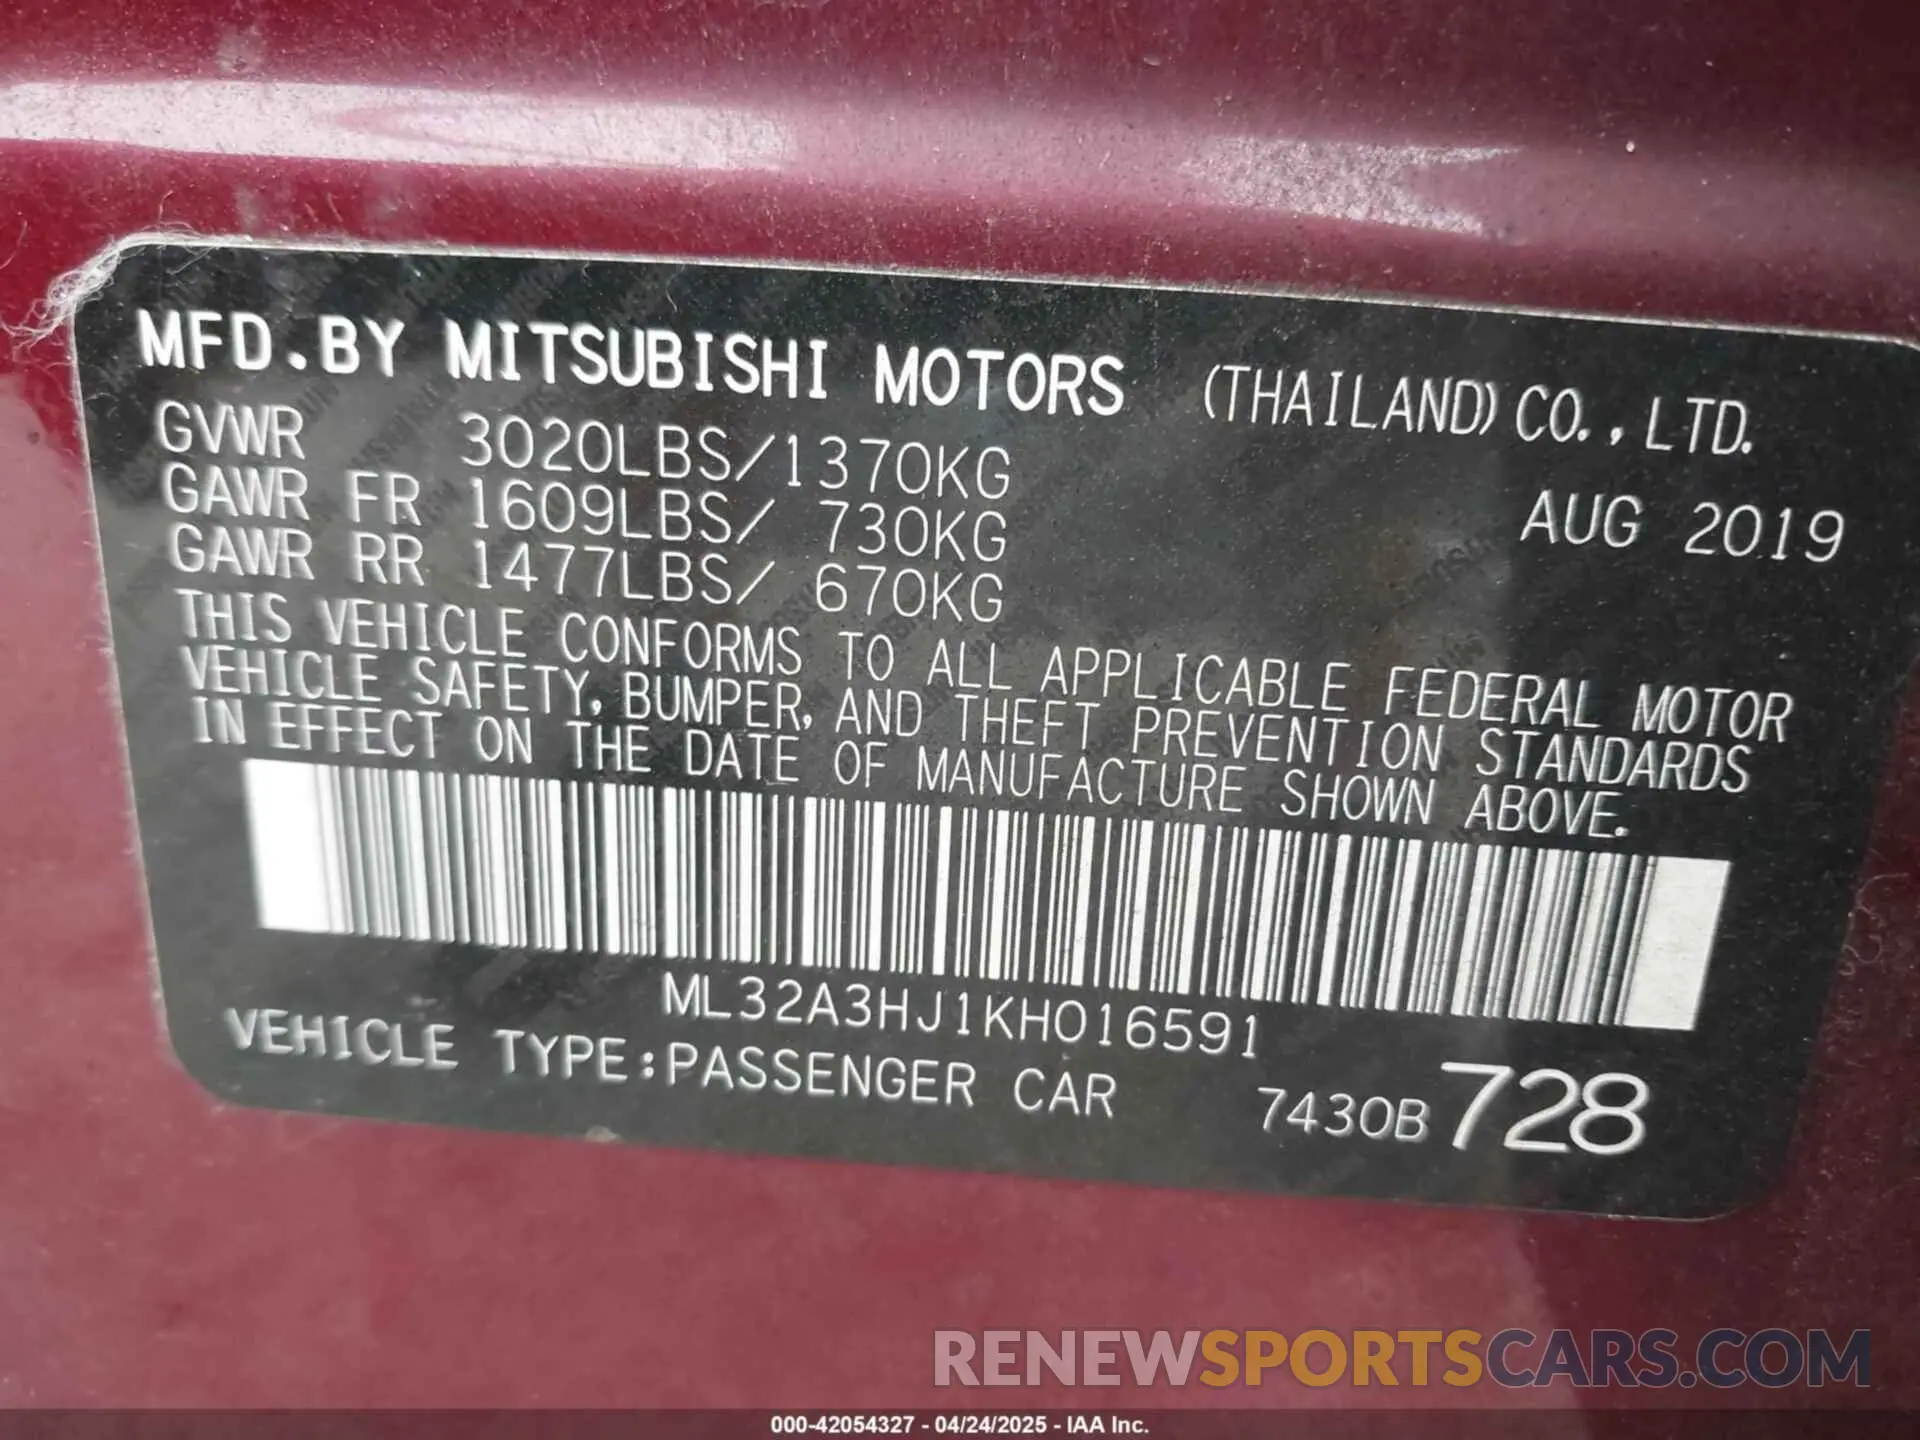 MFD.BY MITSUBISHI MOTORS (THAILAND) CO.,LTD.
GVWR 3020LBS/1370KG
GAWR FR 1609LBS/ 730KG AUG 2019
GAWR RR 1477LBS/ 670KG
THIS VEHICLE CONFORMS TO ALL APPLICABLE FEDERAL MOTOR
VEHICLE SAFETY, BUMPER, AND THEFT PREVENTION STANDARDS
IN EFFECT ON THE DATE OF MANUFACTURE SHOWN ABOVE.
ML32A3HJ1KH016591
VEHICLE TYPE:PASSENGER CAR 7430B 728
RENEWSPORTSCARS.COM
000-42054327 - 04/24/2025 - IAA Inc.